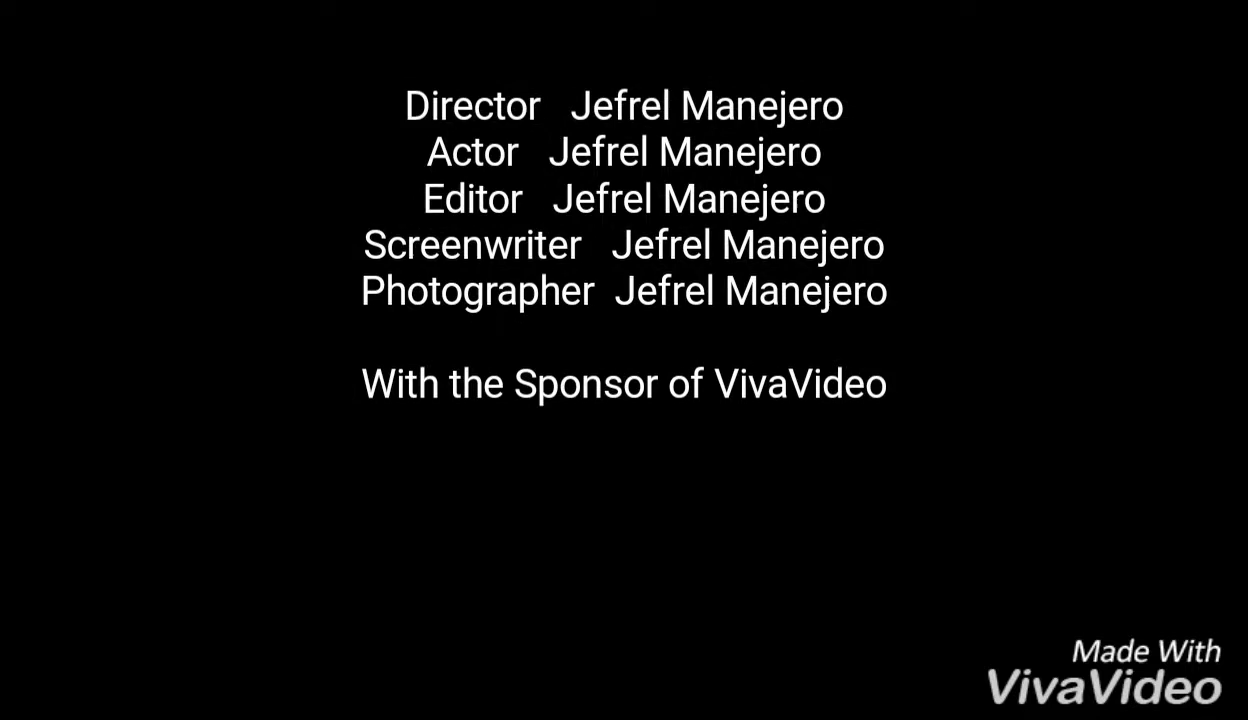 Director Jefrel Manejero
Actor Jefrel Manejero
Editor Jefrel Manejero
Screenwriter Jefrel Manejero
Photographer Jefrel Manejero
With the Sponsor of VivaVideo
Made With
VivaVideo